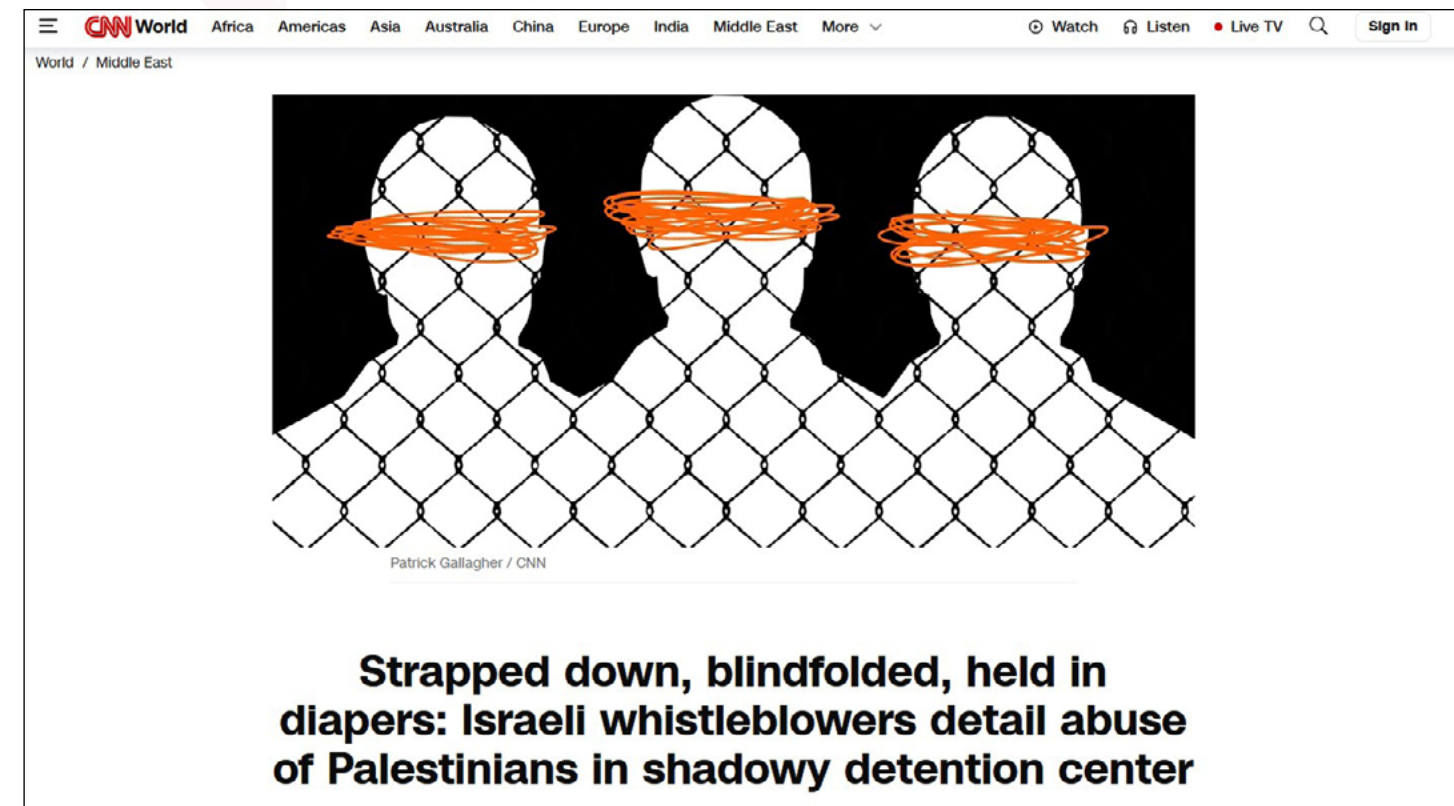 CNN World Africa Americas Asia Australia China Europe India Middle East More Watch Listen Live TV Sign in
World / Middle East
Patrick Gallagher / CNN
Strapped down, blindfolded, held in
diapers: Israeli whistleblowers detail abuse
of Palestinians in shadowy detention center